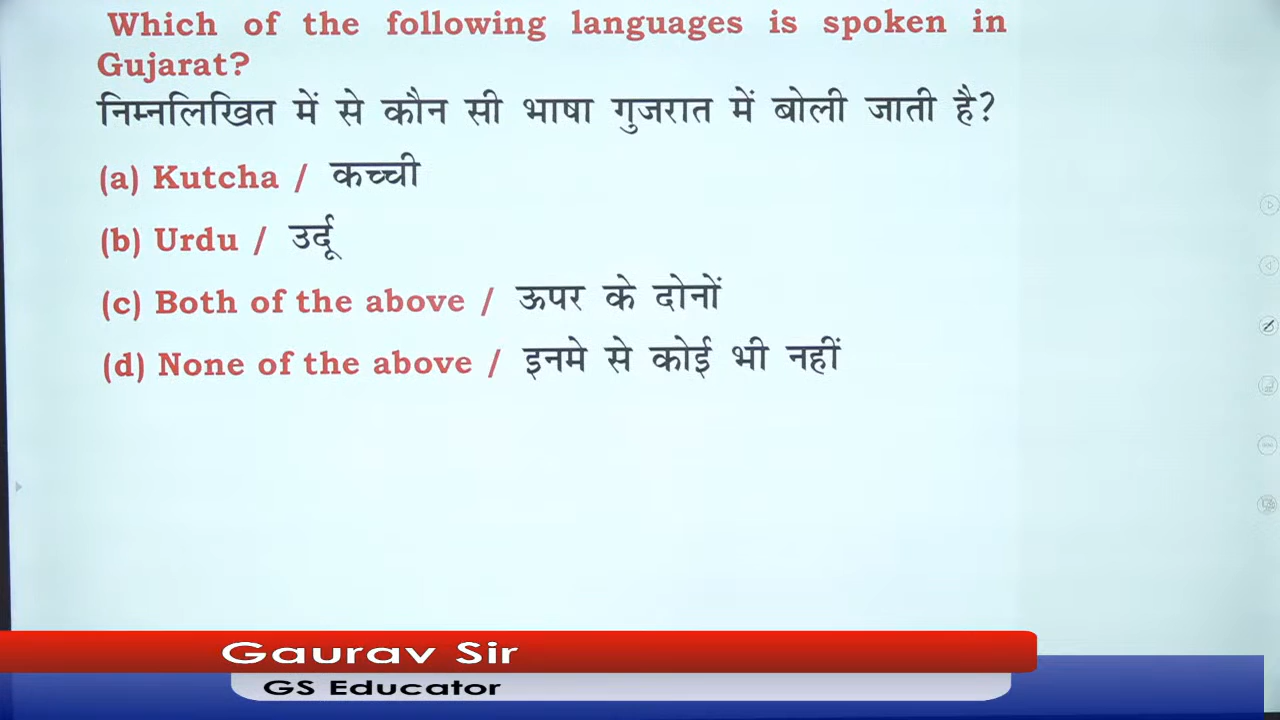 Which of the following languages is spoken in
Gujarat?
निम्नलिखित में से कौन सी भाषा गुजरात में बोली जाती है?
(a) Kutcha / कच्ची
(b) Urdu / उर्दू
(c) Both of the above / ऊपर के दोनों
(d) None of the above / इनमे से कोई भी नहीं
Gaurav Sir
GS Educator